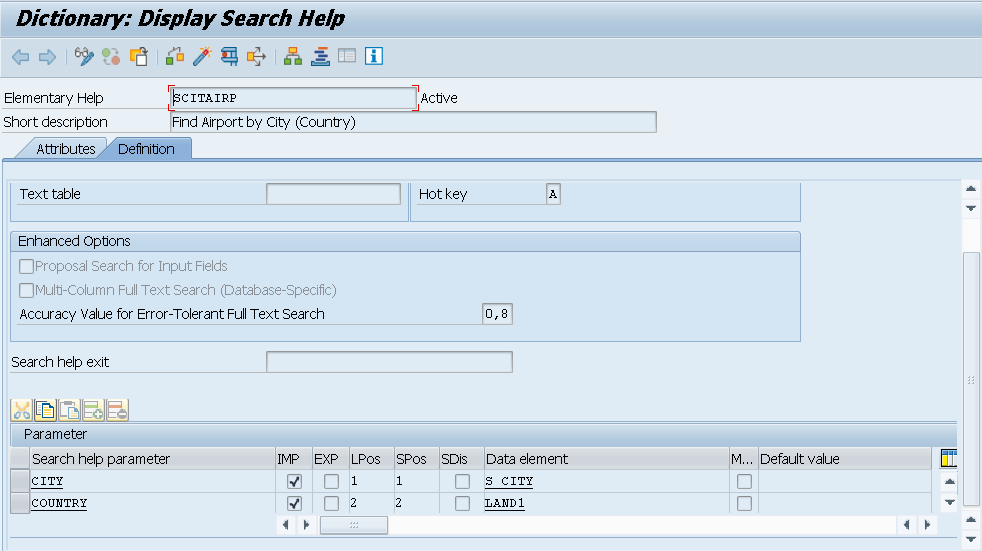 Dictionary: Display Search Help
Elementary Help SCITAIRP Active
Short description Find Airport by City (Country)
Attributes Definition
Text table Hot key A
Enhanced Options
Proposal Search for Input Fields
Multi-Column Full Text Search (Database-Specific)
Accuracy Value for Error-Tolerant Full Text Search 0,8
Search help exit
Parameter
Search help parameter IMP EXP LPos SPos SDis Data element M... Default value
CITY 1 1 S_CITY
COUNTRY 2 2 LAND1